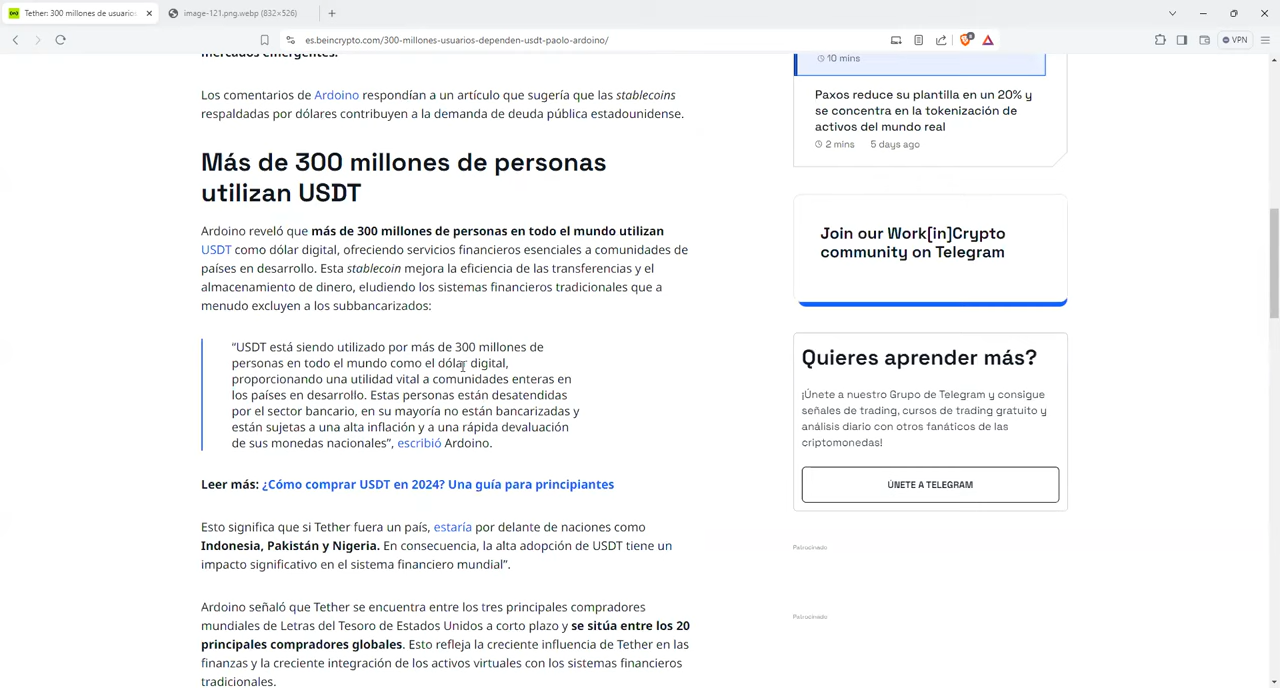 Tether: 300 millones de usuarios
image-121.png.webp (832×526)
es.beincrypto.com/300-millones-usuarios-dependen-usdt-paolo-ardoino/
VPN
mercados emergentes.
Los comentarios de Ardoino respondían a un artículo que sugería que las stablecoins
respaldadas por dólares contribuyen a la demanda de deuda pública estadounidense.
Más de 300 millones de personas
utilizan USDT
Ardoino reveló que más de 300 millones de personas en todo el mundo utilizan
USDT como dólar digital, ofreciendo servicios financieros esenciales a comunidades de
países en desarrollo. Esta stablecoin mejora la eficiencia de las transferencias y el
almacenamiento de dinero, eludiendo los sistemas financieros tradicionales que a
menudo excluyen a los subbancarizados:
“USDT está siendo utilizado por más de 300 millones de
personas en todo el mundo como el dólar digital,
proporcionando una utilidad vital a comunidades enteras en
los países en desarrollo. Estas personas están desatendidas
por el sector bancario, en su mayoría no están bancarizadas y
están sujetas a una alta inflación y a una rápida devaluación
de sus monedas nacionales”, escribió Ardoino.
Leer más: ¿Cómo comprar USDT en 2024? Una guía para principiantes
Esto significa que si Tether fuera un país, estaría por delante de naciones como
Indonesia, Pakistán y Nigeria. En consecuencia, la alta adopción de USDT tiene un
impacto significativo en el sistema financiero mundial”.
Ardoino señaló que Tether se encuentra entre los tres principales compradores
mundiales de Letras del Tesoro de Estados Unidos a corto plazo y se sitúa entre los 20
principales compradores globales. Esto refleja la creciente influencia de Tether en las
finanzas y la creciente integración de los activos virtuales con los sistemas financieros
tradicionales.
10 mins
Paxos reduce su plantilla en un 20% y
se concentra en la tokenización de
activos del mundo real
2 mins 5 days ago
Join our Work[in]Crypto
community on Telegram
Quieres aprender más?
¡Únete a nuestro Grupo de Telegram y consigue
señales de trading, cursos de trading gratuito y
análisis diario con otros fanáticos de las
criptomonedas!
ÚNETE A TELEGRAM
Patrocinado
Patrocinado